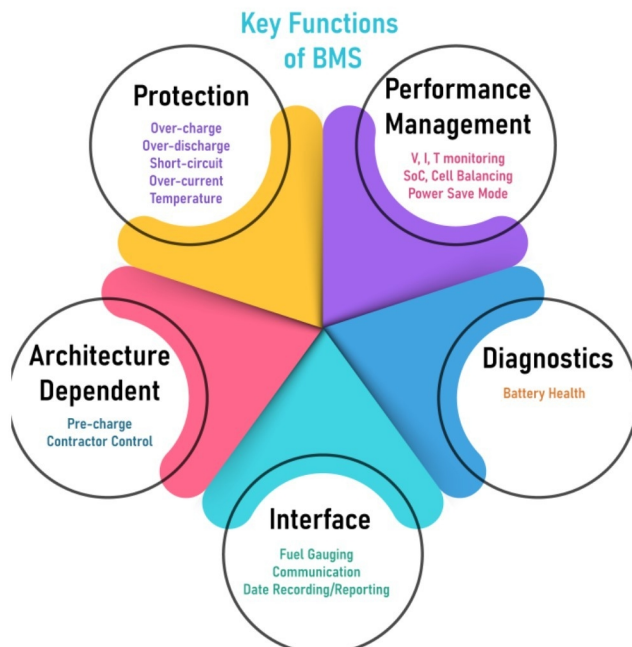 Key Functions
of BMS
Protection
Over-charge
Over-discharge
Short-circuit
Over-current
Temperature
Performance
Management
V, I, T monitoring
SoC, Cell Balancing
Power Save Mode
Architecture
Dependent
Pre-charge
Contractor Control
Diagnostics
Battery Health
Interface
Fuel Gauging
Communication
Date Recording/Reporting